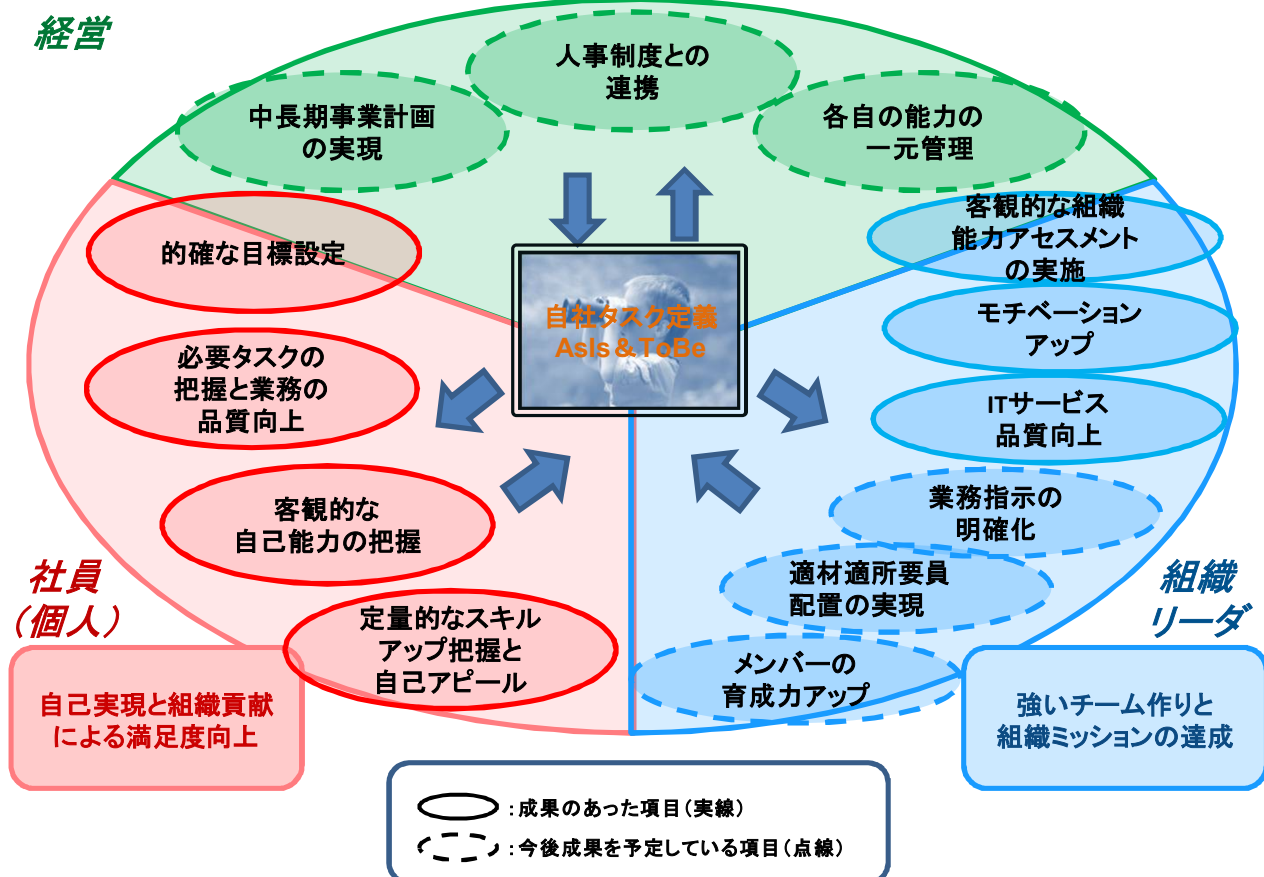 経営
人事制度との
連携
中長期事業計画
の実現
各自の能力の
一元管理
的確な目標設定
必要タスクの
把握と業務の
品質向上
客観的な
自己能力の把握
定量的なスキル
アップ把握と
自己アピール
自社タスク定義
AsIs＆ToBe
客観的な組織
能力アセスメント
の実施
モチベーション
アップ
ITサービス
品質向上
業務指示の
明確化
適材適所要員
配置の実現
メンバーの
育成力アップ
社員
（個人）
自己実現と組織貢献
による満足度向上
組織
リーダ
強いチーム作りと
組織ミッションの達成
：成果のあった項目（実線）
：今後成果を予定している項目（点線）